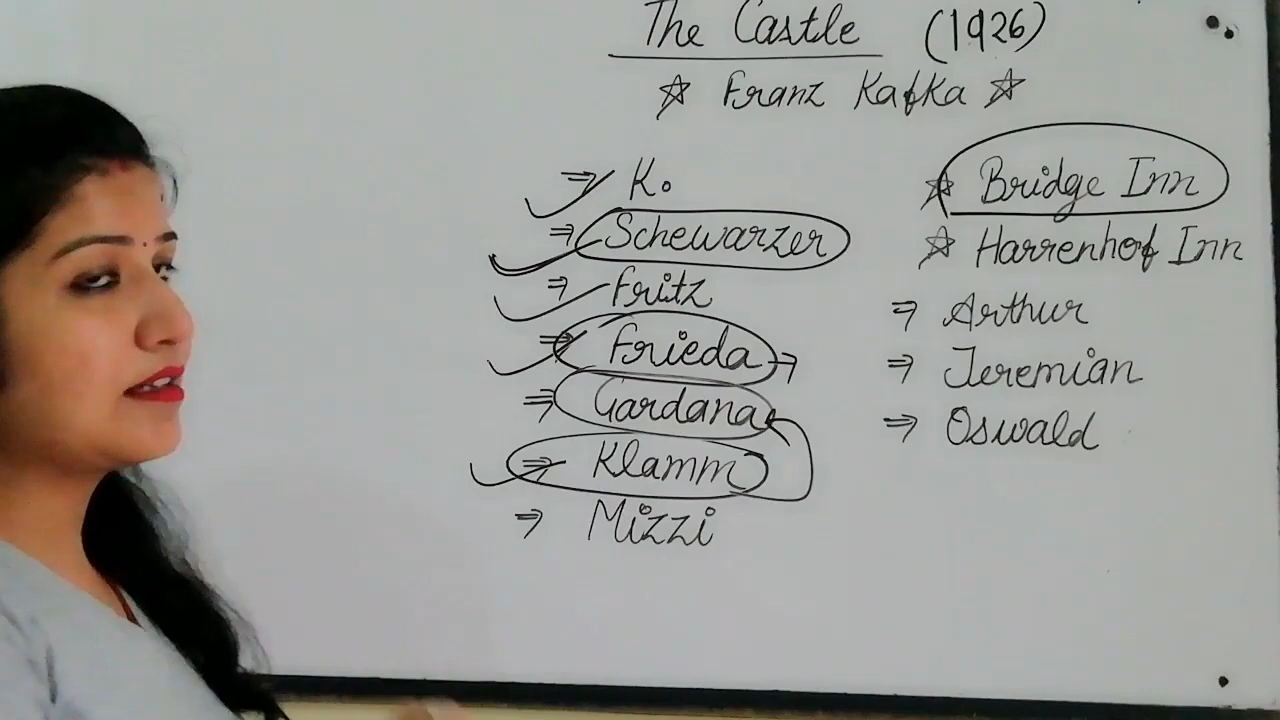 The Castle (1926)
☆ Franz Kafka ☆
⇒ K.
⇒ Schewarzer
⇒ Fritz
⇒ Frieda →
⇒ Gardana
⇒ Klamm
⇒ Mizzi
☆ Bridge Inn
☆ Harrenhof Inn
⇒ Arthur
⇒ Jeremian
⇒ Oswald